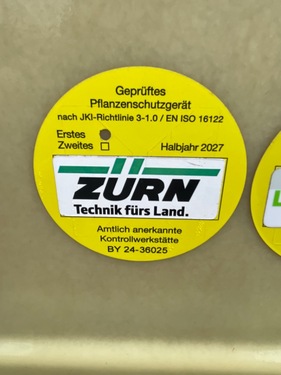 Geprüftes
Pflanzenschutzgerät
nach JKI-Richtlinie 3-1.0 / EN ISO 16122
Erstes
Zweites Halbjahr 2027
ZÜRN
Technik fürs Land.
Amtlich anerkannte
Kontrollwerkstätte
BY 24-36025